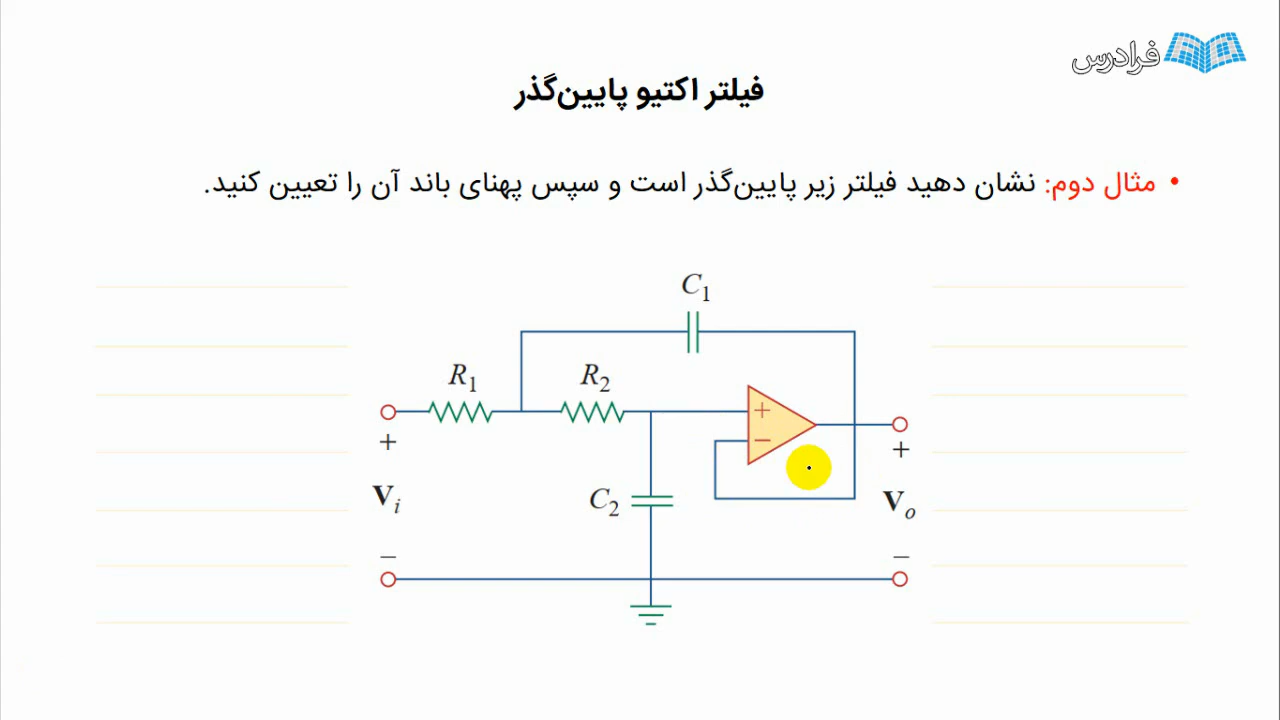 فرادرس
فیلتر اکتیو پایین‌گذر
• مثال دوم: نشان دهید فیلتر زیر پایین‌گذر است و سپس پهنای باند آن را تعیین کنید.
C1
R1 R2
+ −
+ +
Vi C2 Vo
− −